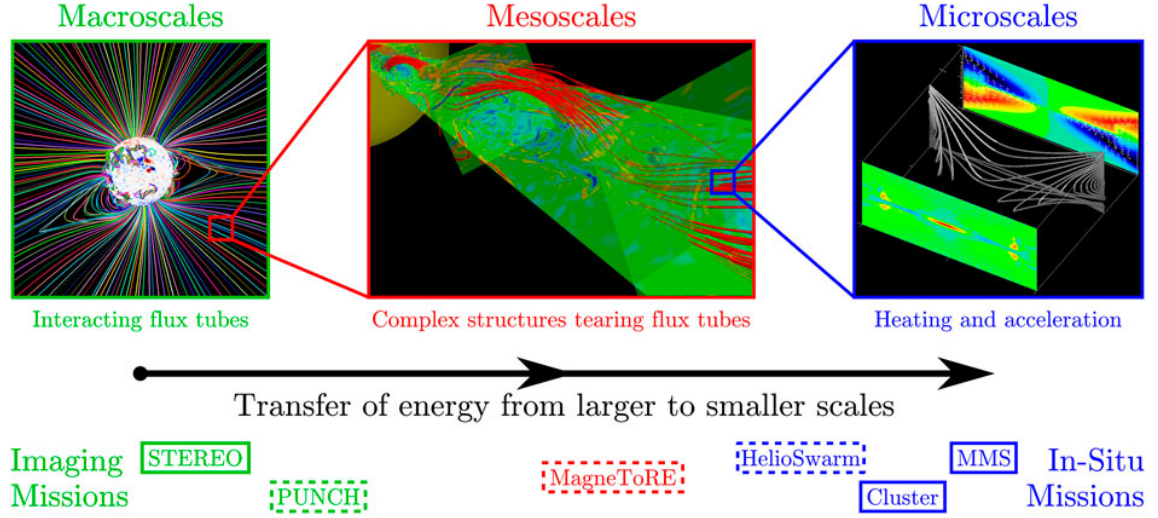 Macroscales
Mesoscales
Microscales
Interacting flux tubes
Complex structures tearing flux tubes
Heating and acceleration
Transfer of energy from larger to smaller scales
Imaging
Missions
STEREO
PUNCH
MagneToRE
HelioSwarm
MMS
Cluster
In-Situ
Missions